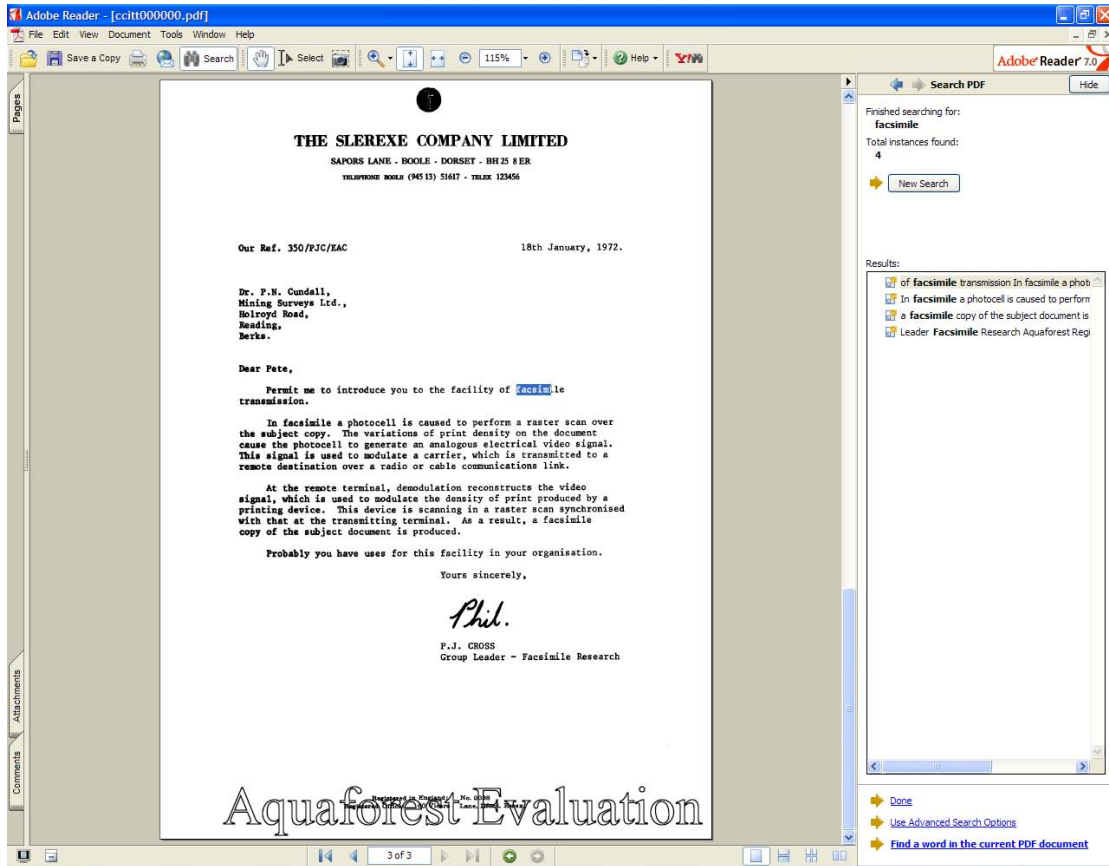 Adobe Reader - [ccitt000000.pdf]
File Edit View Document Tools Window Help
Save a Copy Search Select 115% Help Y!
Adobe Reader 7.0
Pages
Attachments
Comments
THE SLEREXE COMPANY LIMITED
SAPORS LANE - BOOLE - DORSET - BH 25 8 ER
TELEPHONE BOOLE (945 13) 51617 - TELEX 123456
Our Ref. 350/PJC/EAC 18th January, 1972.
Dr. P.N. Cundall,
Mining Surveys Ltd.,
Holroyd Road,
Reading,
Berks.
Dear Pete,
Permit me to introduce you to the facility of facsimile
transmission.
In facsimile a photocell is caused to perform a raster scan over
the subject copy. The variations of print density on the document
cause the photocell to generate an analogous electrical video signal.
This signal is used to modulate a carrier, which is transmitted to a
remote destination over a radio or cable communications link.
At the remote terminal, demodulation reconstructs the video
signal, which is used to modulate the density of print produced by a
printing device. This device is scanning in a raster scan synchronised
with that at the transmitting terminal. As a result, a facsimile
copy of the subject document is produced.
Probably you have uses for this facility in your organisation.
Yours sincerely,
Phil.
P.J. CROSS
Group Leader - Facsimile Research
Registered in England: No. 2038
Aquaforest Evaluation
3 of 3
Search PDF Hide
Finished searching for:
facsimile
Total instances found:
4
New Search
Results:
of facsimile transmission In facsimile a phot
In facsimile a photocell is caused to perform
a facsimile copy of the subject document is
Leader Facsimile Research Aquaforest Regi
Done
Use Advanced Search Options
Find a word in the current PDF document